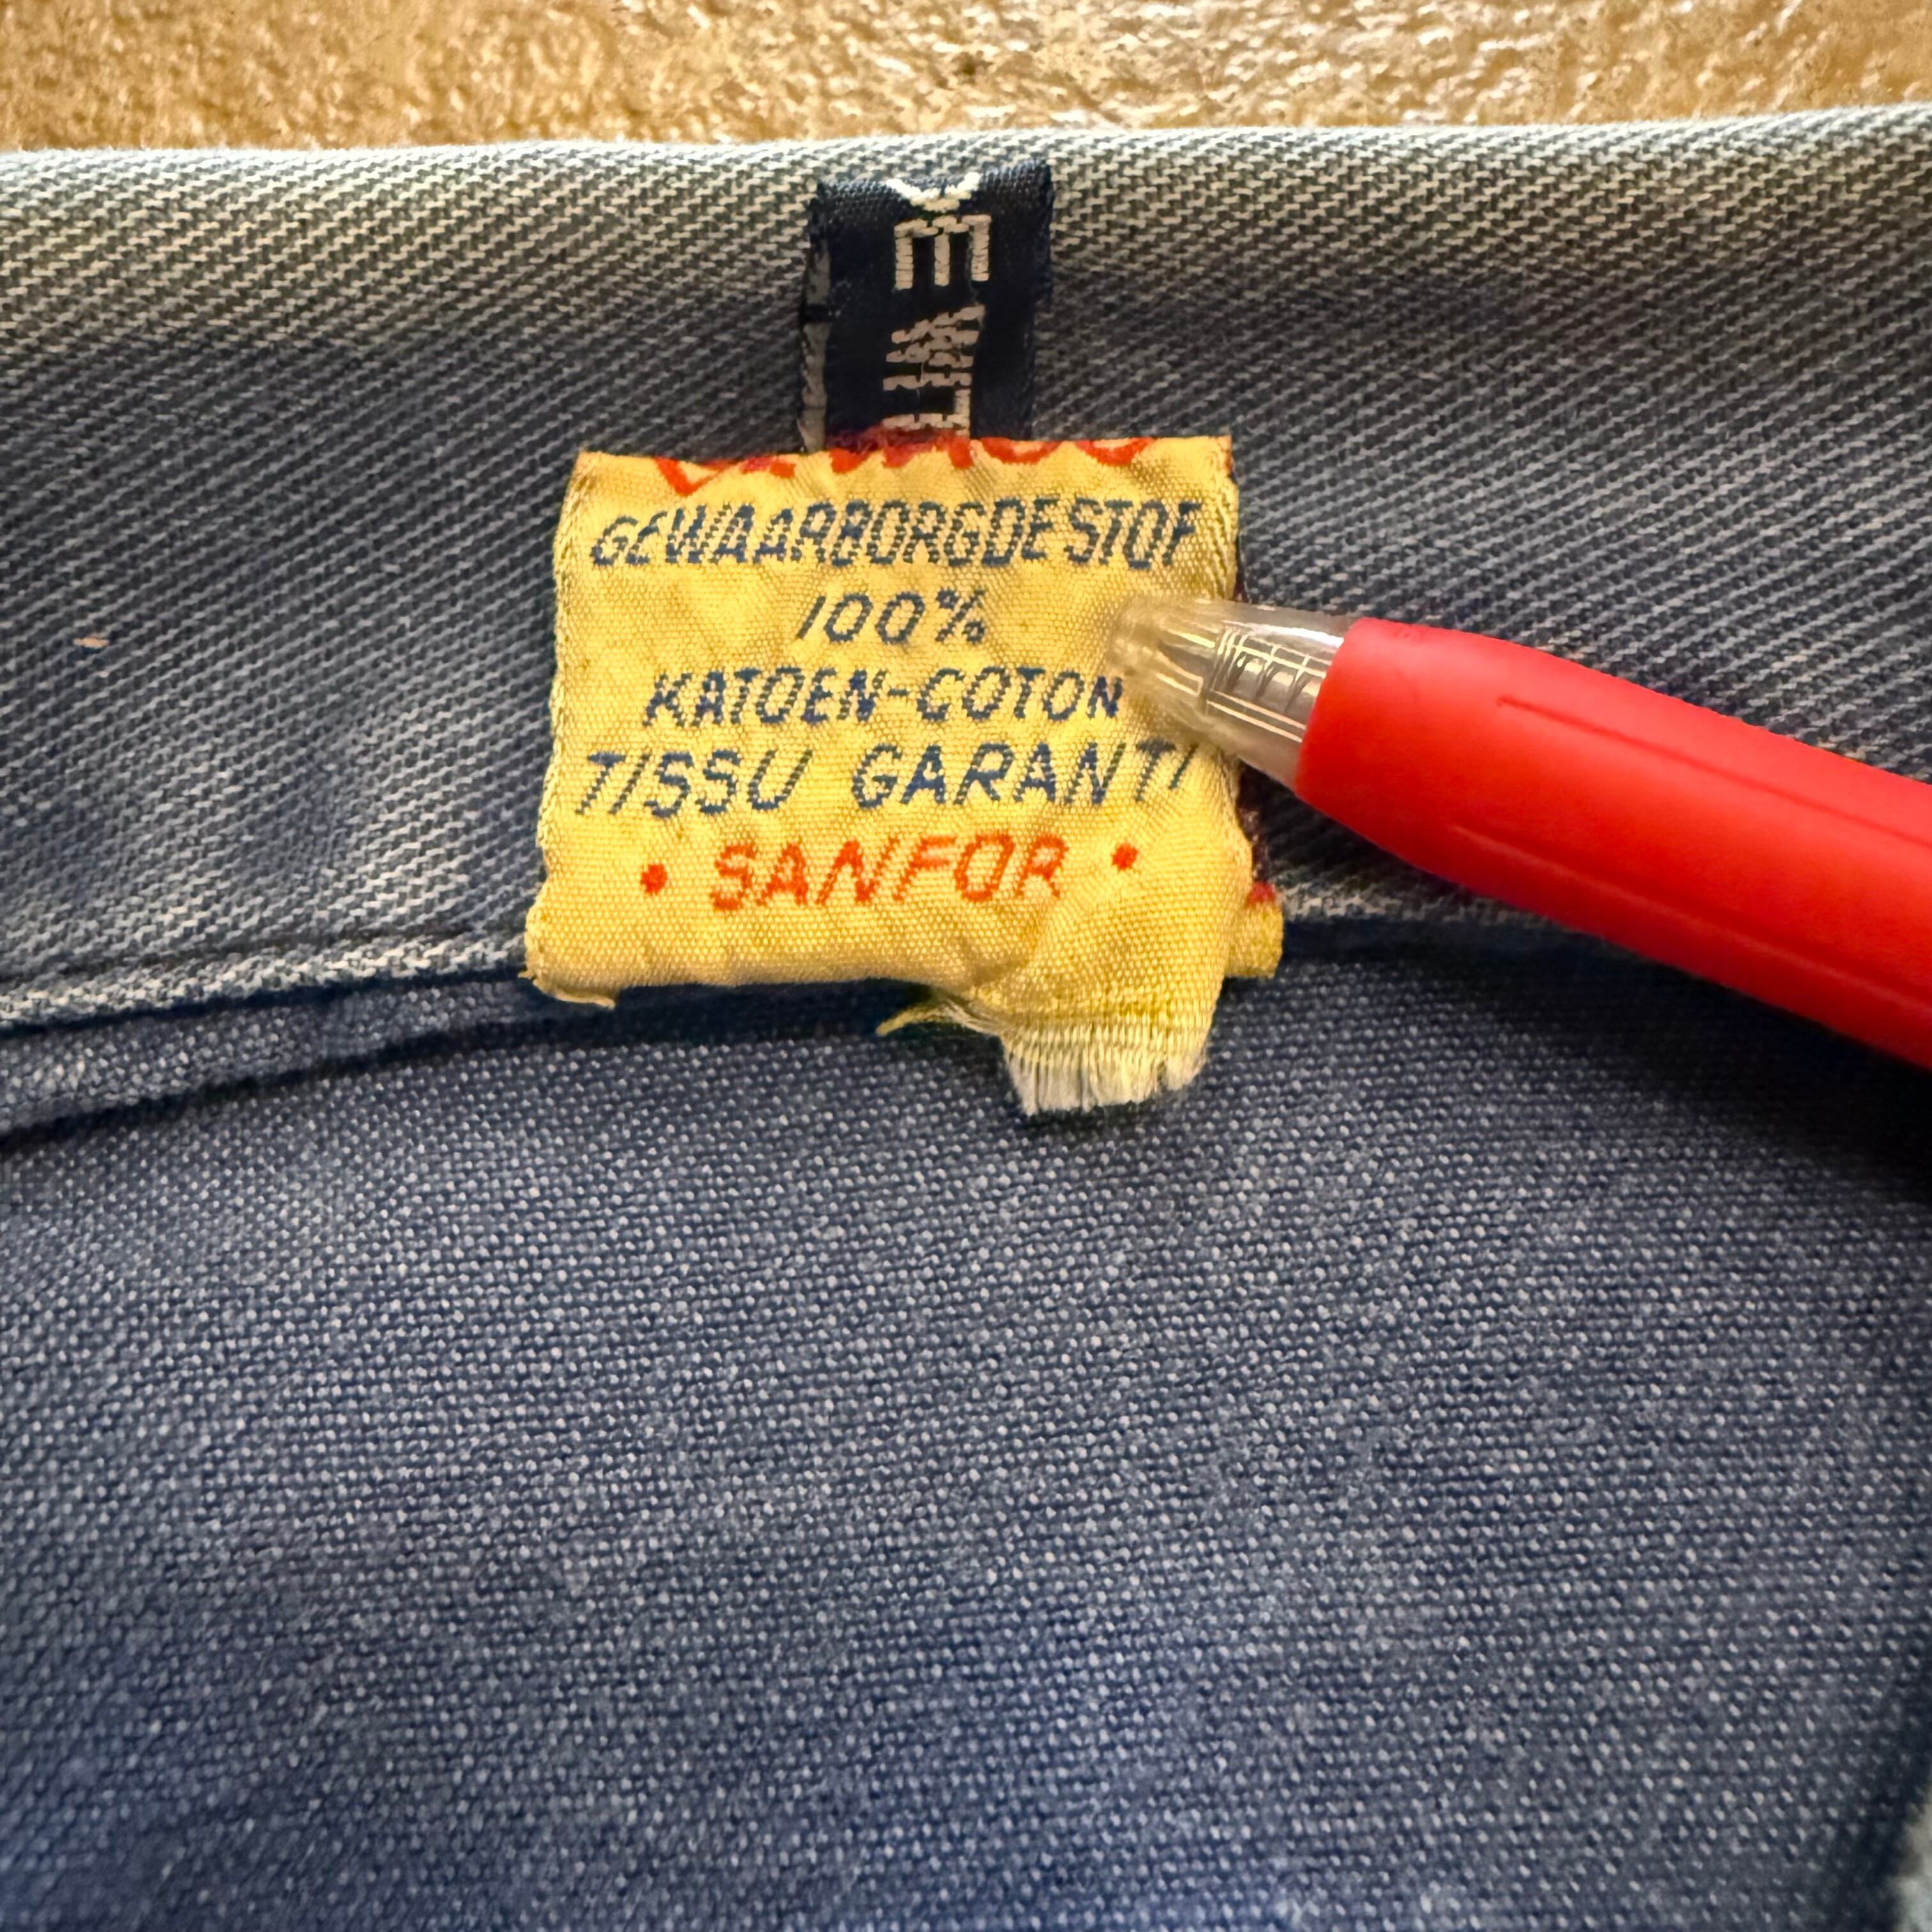 GEWAARBORGDE STOF
100%
KATOEN-COTON
TISSU GARANTI
• SANFOR •